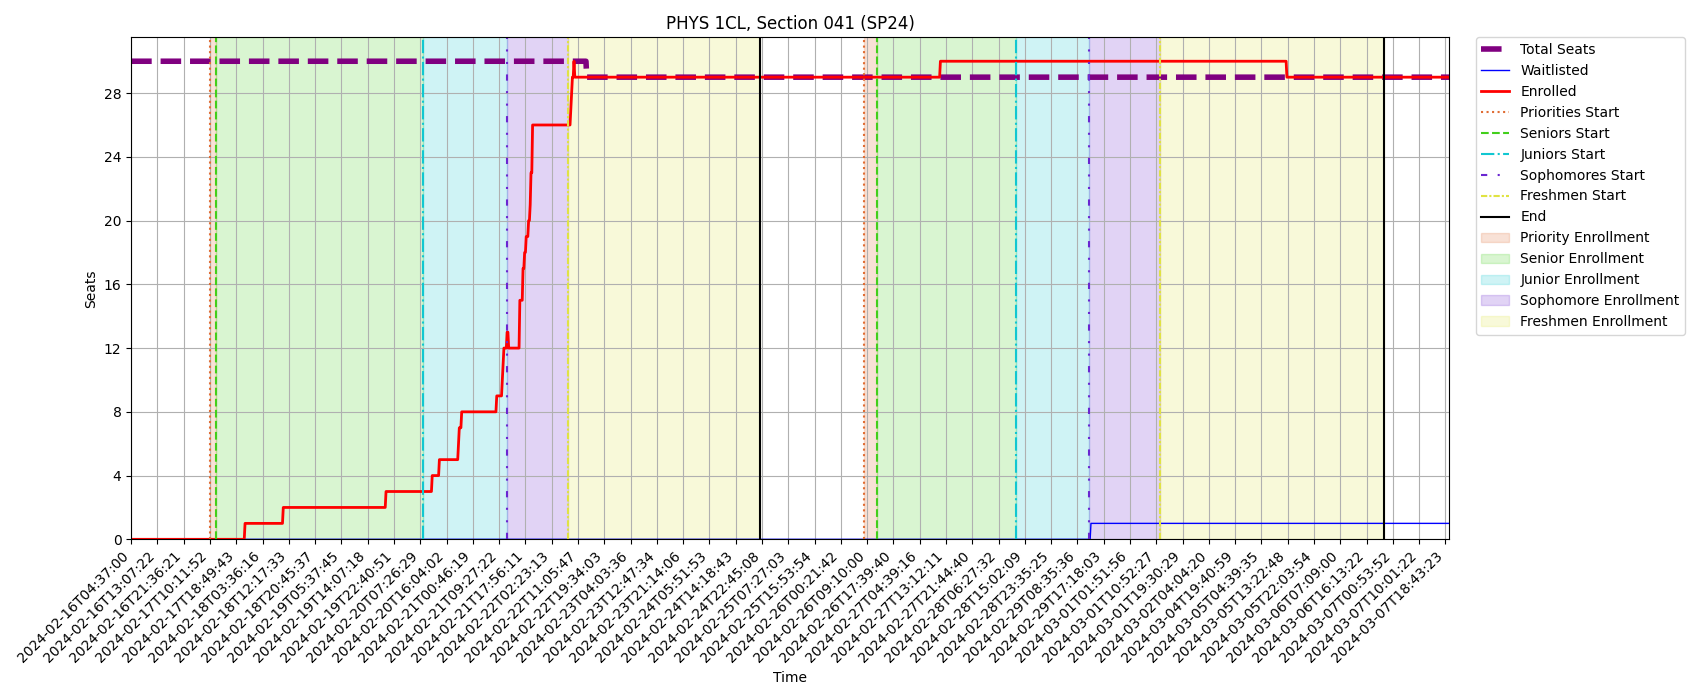 PHYS 1CL, Section 041 (SP24)
Seats
28
24
20
16
12
8
4
0
2024-02-16T04:37:00
2024-02-16T13:07:22
2024-02-16T21:36:21
2024-02-17T10:11:52
2024-02-17T18:49:43
2024-02-18T03:36:16
2024-02-18T12:17:33
2024-02-18T20:45:37
2024-02-19T05:37:45
2024-02-19T14:07:18
2024-02-19T22:40:51
2024-02-20T07:26:29
2024-02-20T16:04:02
2024-02-21T00:46:19
2024-02-21T09:27:22
2024-02-21T17:56:11
2024-02-22T02:23:13
2024-02-22T11:05:47
2024-02-22T19:34:03
2024-02-23T04:03:36
2024-02-23T12:47:34
2024-02-23T21:14:06
2024-02-24T05:51:53
2024-02-24T14:18:43
2024-02-24T22:45:08
2024-02-25T07:27:03
2024-02-25T15:53:54
2024-02-26T00:21:42
2024-02-26T09:10:00
2024-02-26T17:39:40
2024-02-27T04:39:16
2024-02-27T13:12:11
2024-02-27T21:44:40
2024-02-28T06:27:32
2024-02-28T15:02:09
2024-02-28T23:35:25
2024-02-29T08:35:36
2024-02-29T17:18:03
2024-03-01T01:51:56
2024-03-01T10:52:27
2024-03-01T19:30:29
2024-03-02T04:04:20
2024-03-04T19:40:59
2024-03-05T04:39:35
2024-03-05T13:22:48
2024-03-05T22:03:54
2024-03-06T07:09:00
2024-03-06T16:13:22
2024-03-07T00:53:52
2024-03-07T10:01:22
2024-03-07T18:43:23
Time
Total Seats
Waitlisted
Enrolled
Priorities Start
Seniors Start
Juniors Start
Sophomores Start
Freshmen Start
End
Priority Enrollment
Senior Enrollment
Junior Enrollment
Sophomore Enrollment
Freshmen Enrollment